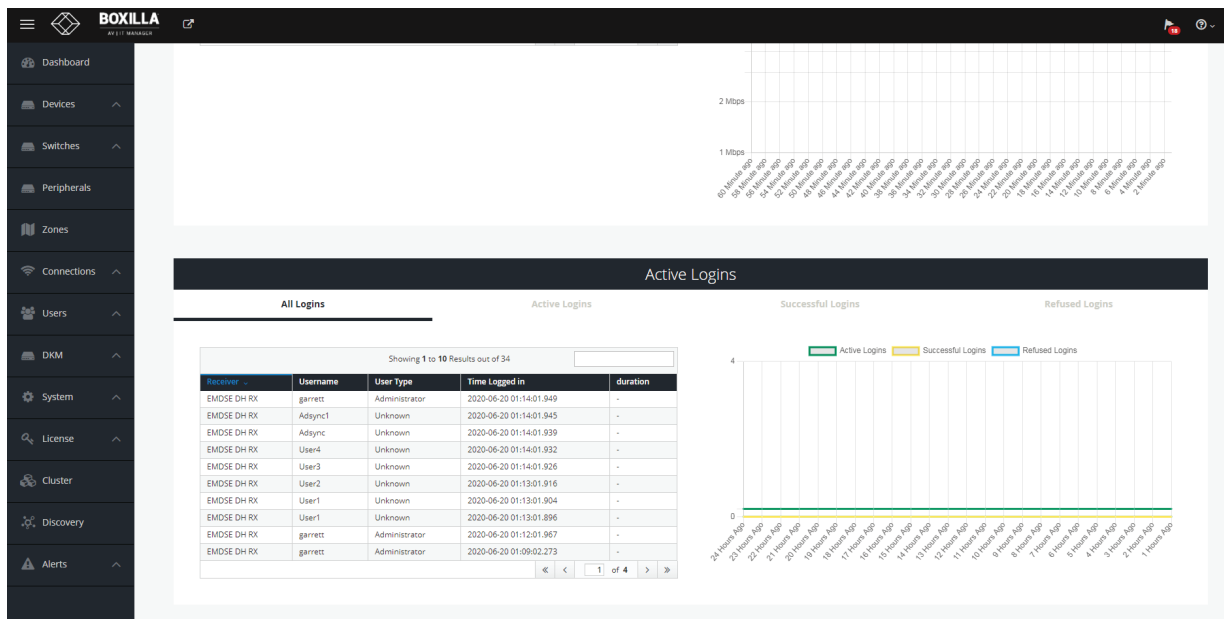 BOXILLA
AV | IT MANAGER
18
Dashboard
Devices
Switches
Peripherals
Zones
Connections
Users
DKM
System
License
Cluster
Discovery
Alerts
2 Mbps
1 Mbps
60 Minute ago
58 Minute ago
56 Minute ago
54 Minute ago
52 Minute ago
50 Minute ago
48 Minute ago
46 Minute ago
44 Minute ago
42 Minute ago
40 Minute ago
38 Minute ago
36 Minute ago
34 Minute ago
32 Minute ago
30 Minute ago
28 Minute ago
26 Minute ago
24 Minute ago
22 Minute ago
20 Minute ago
18 Minute ago
16 Minute ago
14 Minute ago
12 Minute ago
10 Minute ago
8 Minute ago
6 Minute ago
4 Minute ago
2 Minute ago
Active Logins
All Logins Active Logins Successful Logins Refused Logins
Showing 1 to 10 Results out of 34
Receiver Username User Type Time Logged in duration
EMDSE DH RX garrett Administrator 2020-06-20 01:14:01.949 -
EMDSE DH RX Adsync1 Unknown 2020-06-20 01:14:01.945 -
EMDSE DH RX Adsync Unknown 2020-06-20 01:14:01.939 -
EMDSE DH RX User4 Unknown 2020-06-20 01:14:01.932 -
EMDSE DH RX User3 Unknown 2020-06-20 01:14:01.926 -
EMDSE DH RX User2 Unknown 2020-06-20 01:13:01.916 -
EMDSE DH RX User1 Unknown 2020-06-20 01:13:01.904 -
EMDSE DH RX User1 Unknown 2020-06-20 01:13:01.896 -
EMDSE DH RX garrett Administrator 2020-06-20 01:12:01.967 -
EMDSE DH RX garrett Administrator 2020-06-20 01:09:02.273 -
« < 1 of 4 > »
Active Logins Successful Logins Refused Logins
4
0
24 Hours Ago
23 Hours Ago
22 Hours Ago
21 Hours Ago
20 Hours Ago
19 Hours Ago
18 Hours Ago
17 Hours Ago
16 Hours Ago
15 Hours Ago
14 Hours Ago
13 Hours Ago
12 Hours Ago
11 Hours Ago
10 Hours Ago
9 Hours Ago
8 Hours Ago
7 Hours Ago
6 Hours Ago
5 Hours Ago
4 Hours Ago
3 Hours Ago
2 Hours Ago
1 Hours Ago